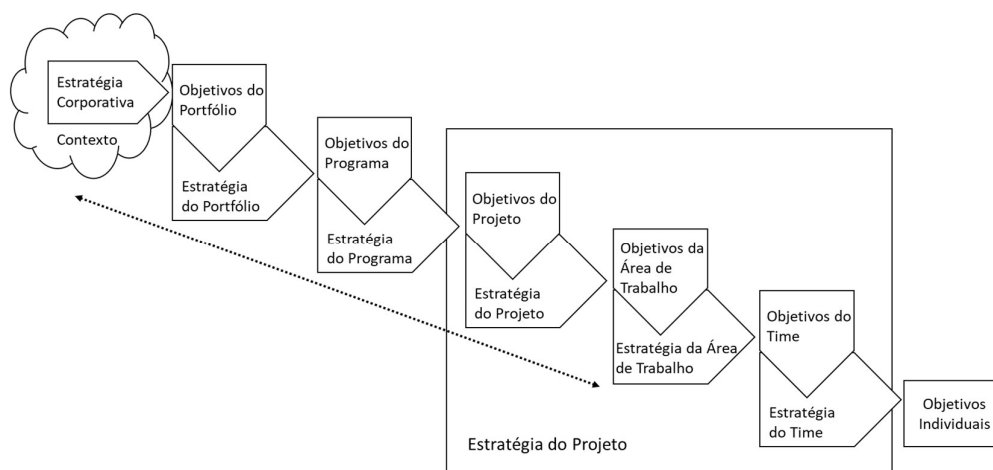 Estratégia
Corporativa
Contexto
Objetivos do
Portfólio
Estratégia
do Portfólio
Objetivos do
Programa
Estratégia
do Programa
Objetivos do
Projeto
Estratégia
do Projeto
Objetivos da
Área de
Trabalho
Estratégia da Área
de Trabalho
Objetivos do
Time
Estratégia
do Time
Objetivos
Individuais
Estratégia do Projeto